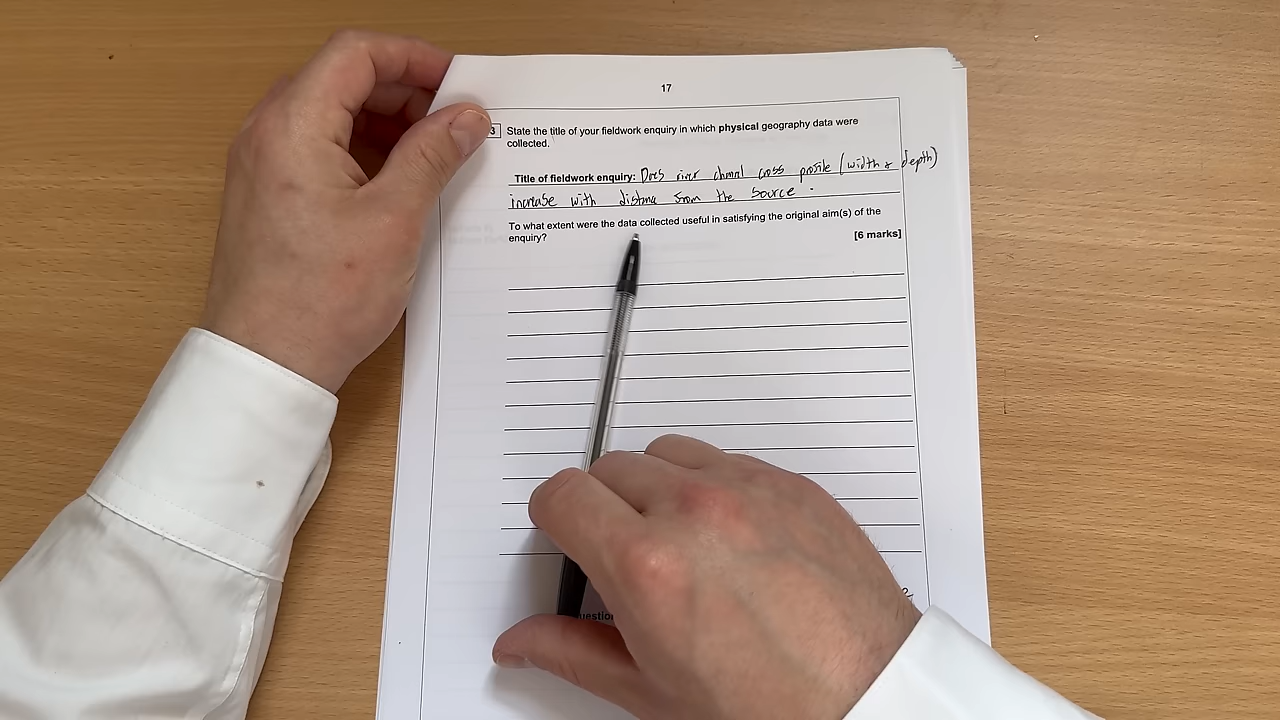 17
3 State the title of your fieldwork enquiry in which physical geography data were
collected.
Title of fieldwork enquiry: Does river channel cross profile (width & depth)
increase with distance from the source.
To what extent were the data collected useful in satisfying the original aim(s) of the
enquiry?
[6 marks]